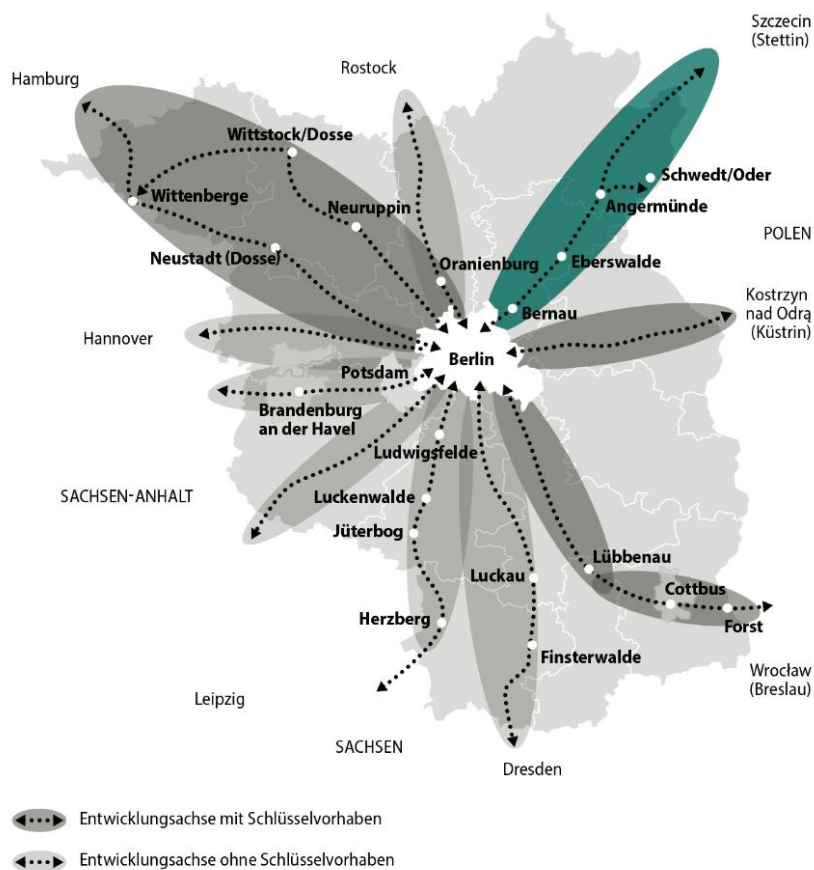 Szczecin
(Stettin)
Rostock
Hamburg
Wittstock/Dosse
Schwedt/Oder
Wittenberge
Angermünde
Neuruppin
POLEN
Neustadt (Dosse)
Oranienburg
Eberswalde
Kostrzyn
nad Odrą
(Küstrin)
Bernau
Hannover
Berlin
Potsdam
Brandenburg
an der Havel
Ludwigsfelde
SACHSEN-ANHALT
Luckenwalde
Jüterbog
Lübbenau
Luckau
Cottbus
Herzberg
Forst
Finsterwalde
Wrocław
(Breslau)
Leipzig
SACHSEN
Dresden
Entwicklungsachse mit Schlüsselvorhaben
Entwicklungsachse ohne Schlüsselvorhaben